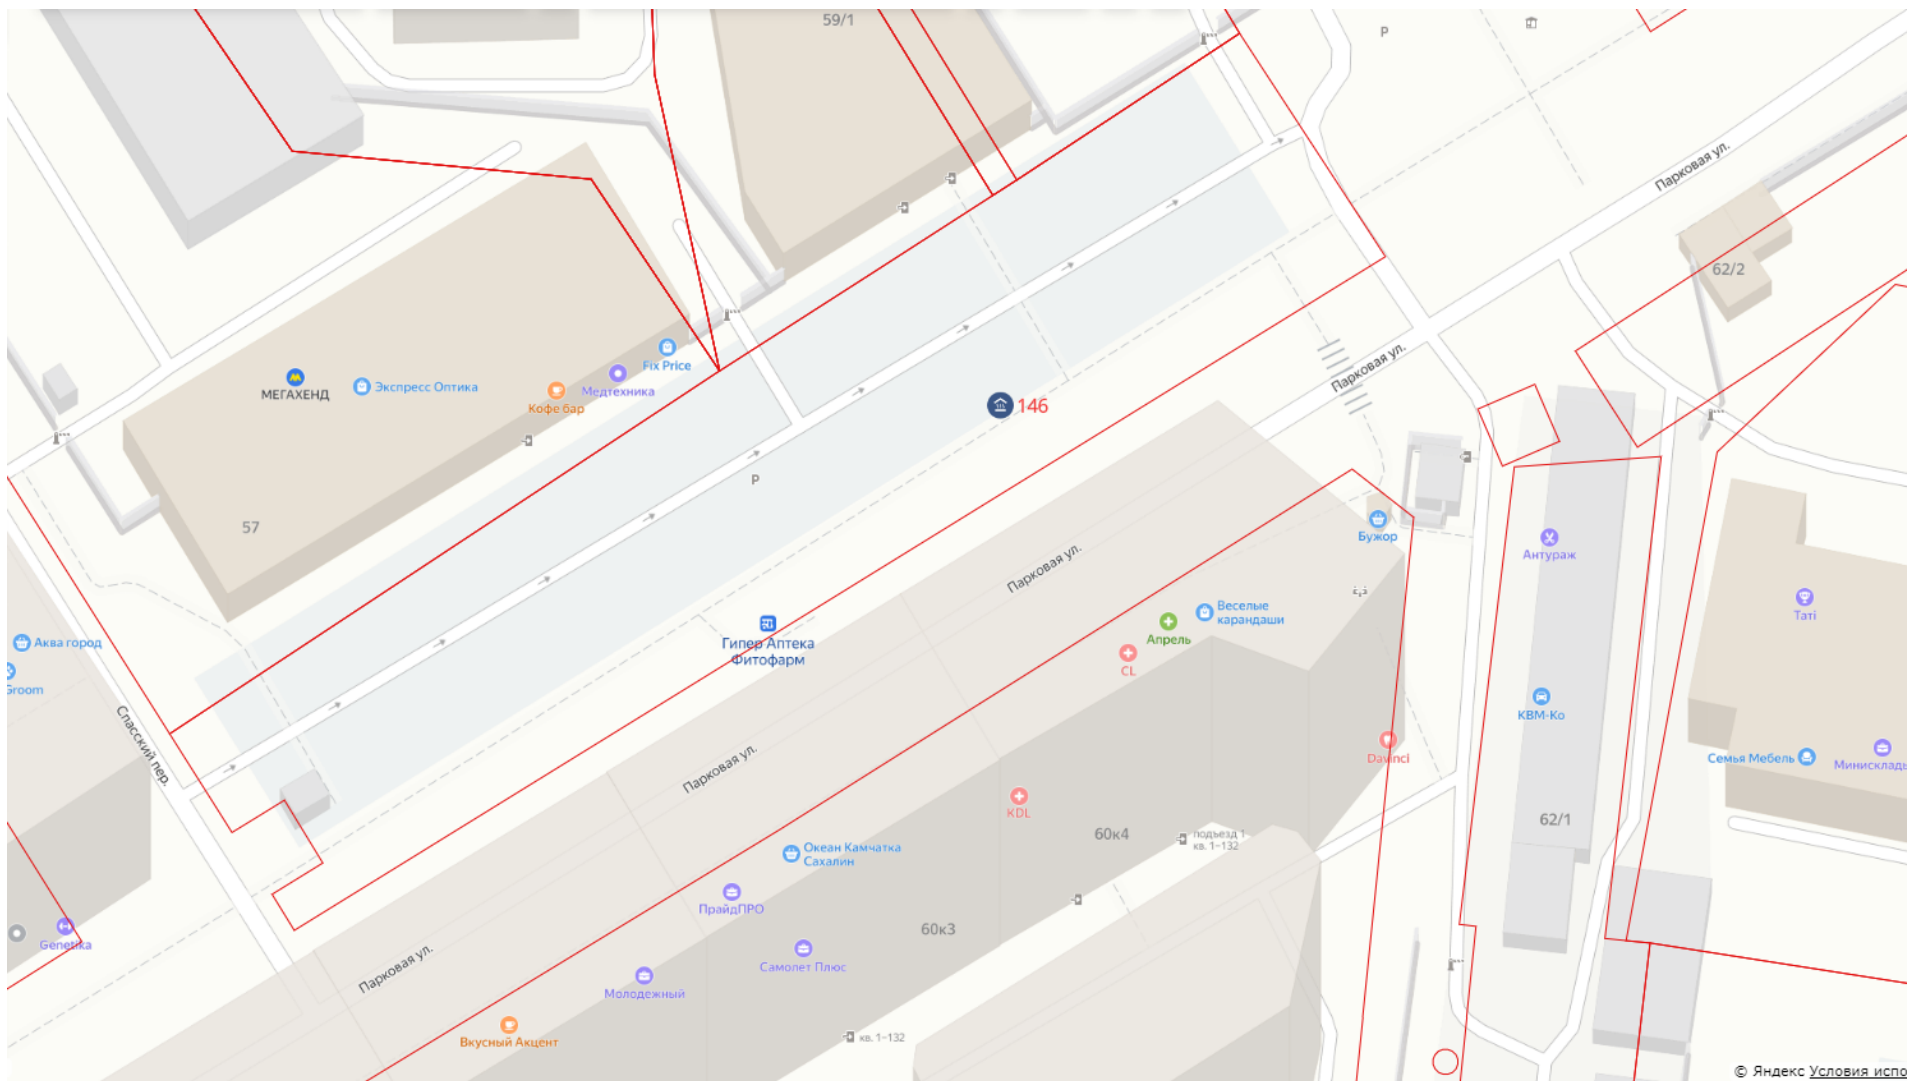 59/1
P
Парковая ул.
62/2
Fix Price
МЕГАХЕНД
Экспресс Оптика
Медтехника
Кофе бар
146
Парковая ул.
P
57
Бужор
Антураж
Парковая ул.
Tati
Веселые
карандаши
Апрель
Гипер Аптека
Фитофарм
CL
Аква город
Groom
Спасский пер.
КВМ-Ко
Парковая ул.
Davinci
Семья Мебель
Минисклады
KDL
60к4
подъезд 1
кв. 1–132
62/1
Океан Камчатка
Сахалин
ПрайдПРО
60к3
Genetika
Парковая ул.
Самолет Плюс
Молодежный
Вкусный Акцент
кв. 1–132
© Яндекс Условия испо